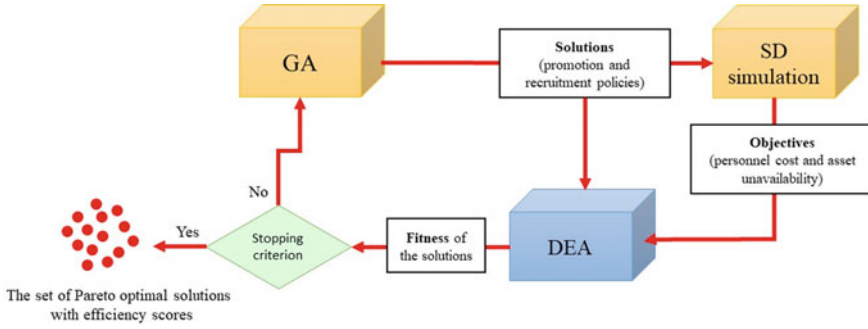 GA
Solutions
(promotion and
recruitment policies)
SD
simulation
Objectives
(personnel cost and asset
unavailability)
DEA
Fitness of
the solutions
Stopping
criterion
No
Yes
The set of Pareto optimal solutions
with efficiency scores